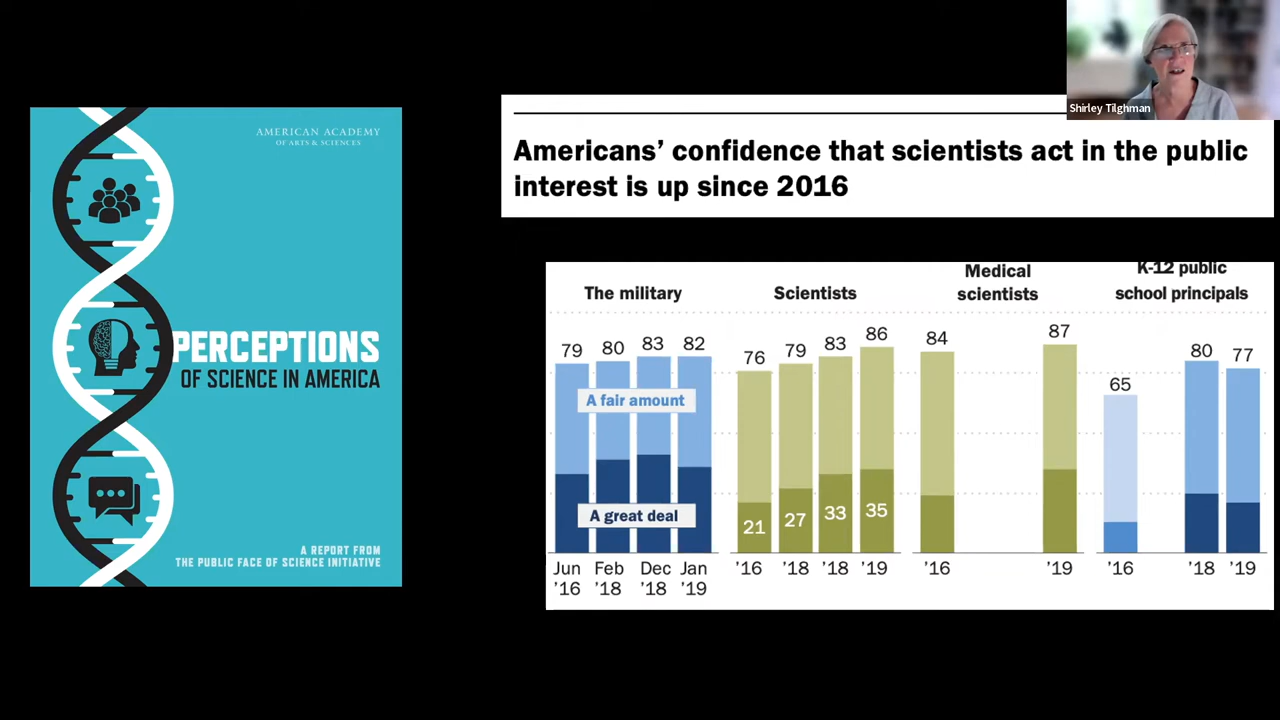 Shirley Tilghman
AMERICAN ACADEMY
OF ARTS & SCIENCES
PERCEPTIONS
OF SCIENCE IN AMERICA
A REPORT FROM
THE PUBLIC FACE OF SCIENCE INITIATIVE
Americans’ confidence that scientists act in the public
interest is up since 2016
The military
79 80 83 82
A fair amount
A great deal
Jun Feb Dec Jan
’16 ’18 ’18 ’19
Scientists
76 79 83 86
21 27 33 35
’16 ’18 ’18 ’19
Medical
scientists
84 87
’16 ’19
K-12 public
school principals
65 80 77
’16 ’18 ’19